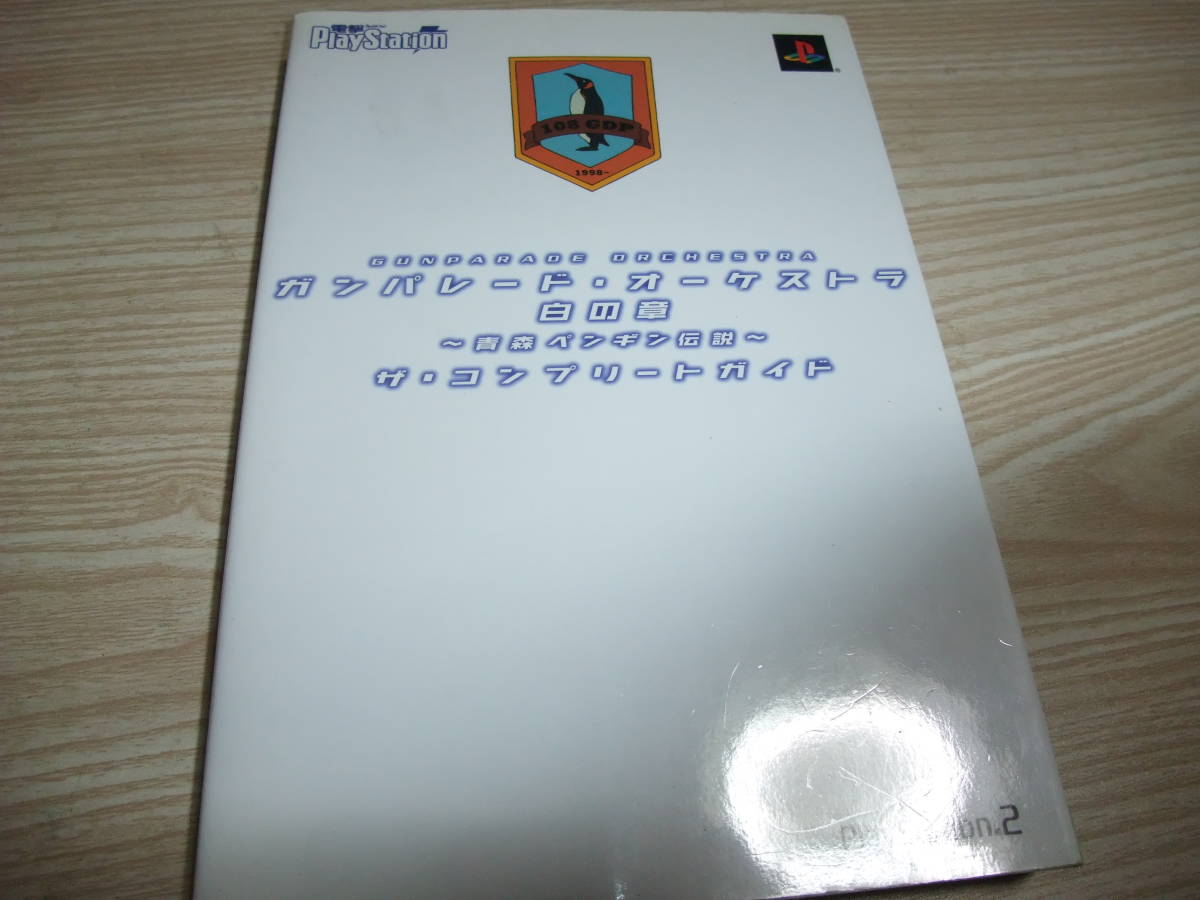 電撃 PlayStation
108 GDP
1998~
GUNPARADE ORCHESTRA
ガンパレード・オーケストラ
白の章
～青森ペンギン伝説～
ザ・コンプリートガイド
PlayStation.2